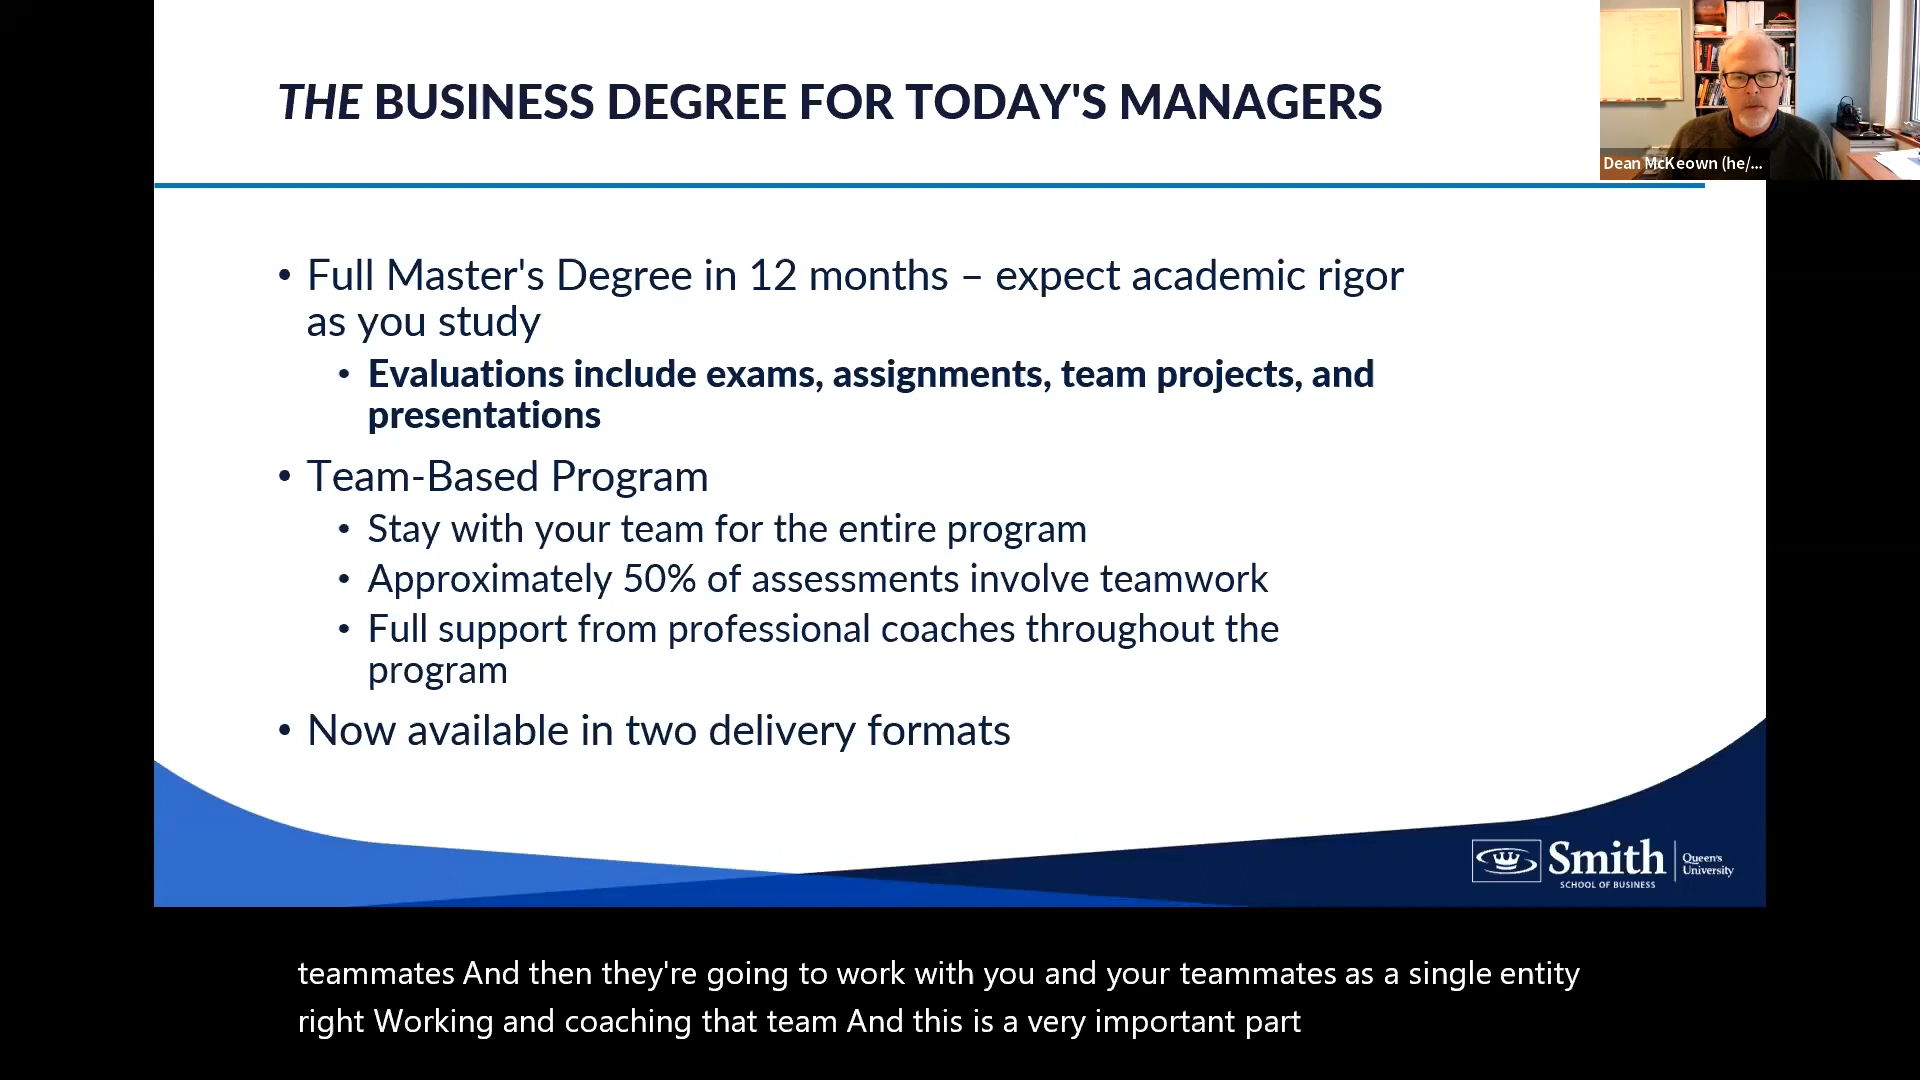 THE BUSINESS DEGREE FOR TODAY'S MANAGERS
Dean McKeown (he/...
• Full Master's Degree in 12 months – expect academic rigor
as you study
• Evaluations include exams, assignments, team projects, and
presentations
• Team-Based Program
• Stay with your team for the entire program
• Approximately 50% of assessments involve teamwork
• Full support from professional coaches throughout the
program
• Now available in two delivery formats
Smith
SCHOOL OF BUSINESS
Queen's
University
teammates And then they're going to work with you and your teammates as a single entity
right Working and coaching that team And this is a very important part